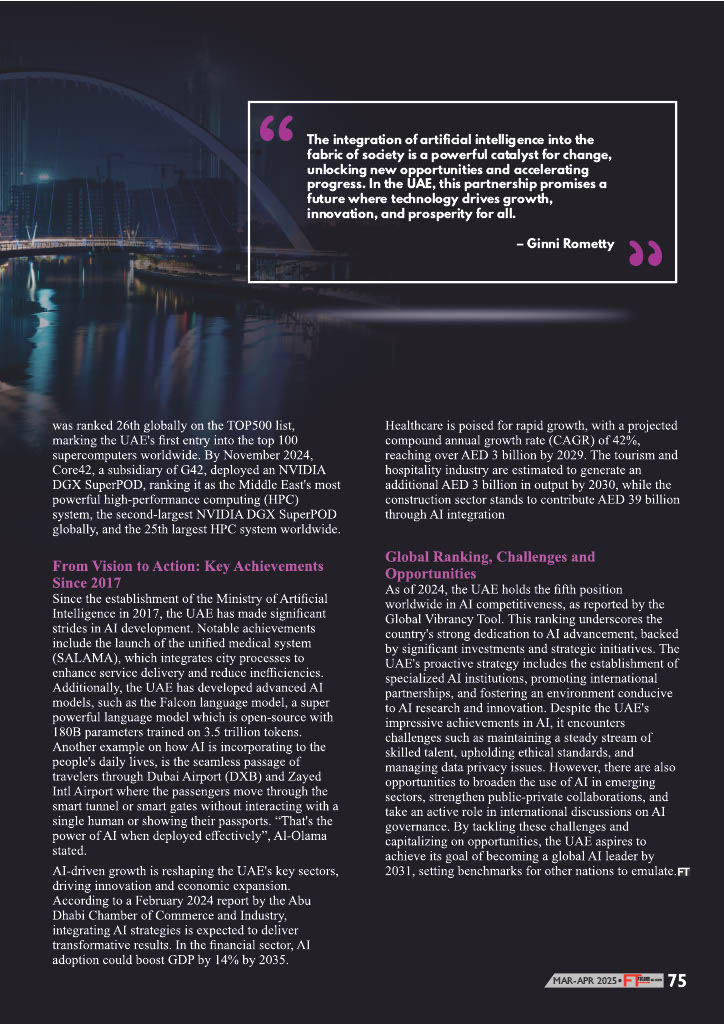 “
The integration of artificial intelligence into the
fabric of society is a powerful catalyst for change,
unlocking new opportunities and accelerating
progress. In the UAE, this partnership promises a
future where technology drives growth,
innovation, and prosperity for all.
– Ginni Rometty
”
was ranked 26th globally on the TOP500 list,
marking the UAE's first entry into the top 100
supercomputers worldwide. By November 2024,
Core42, a subsidiary of G42, deployed an NVIDIA
DGX SuperPOD, ranking it as the Middle East's most
powerful high-performance computing (HPC)
system, the second-largest NVIDIA DGX SuperPOD
globally, and the 25th largest HPC system worldwide.
From Vision to Action: Key Achievements
Since 2017
Since the establishment of the Ministry of Artificial
Intelligence in 2017, the UAE has made significant
strides in AI development. Notable achievements
include the launch of the unified medical system
(SALAMA), which integrates city processes to
enhance service delivery and reduce inefficiencies.
Additionally, the UAE has developed advanced AI
models, such as the Falcon language model, a super
powerful language model which is open-source with
180B parameters trained on 3.5 trillion tokens.
Another example on how AI is incorporating to the
people's daily lives, is the seamless passage of
travelers through Dubai Airport (DXB) and Zayed
Intl Airport where the passengers move through the
smart tunnel or smart gates without interacting with a
single human or showing their passports. “That's the
power of AI when deployed effectively”, Al-Olama
stated.
AI-driven growth is reshaping the UAE's key sectors,
driving innovation and economic expansion.
According to a February 2024 report by the Abu
Dhabi Chamber of Commerce and Industry,
integrating AI strategies is expected to deliver
transformative results. In the financial sector, AI
adoption could boost GDP by 14% by 2035.
Healthcare is poised for rapid growth, with a projected
compound annual growth rate (CAGR) of 42%,
reaching over AED 3 billion by 2029. The tourism and
hospitality industry are estimated to generate an
additional AED 3 billion in output by 2030, while the
construction sector stands to contribute AED 39 billion
through AI integration
Global Ranking, Challenges and
Opportunities
As of 2024, the UAE holds the fifth position
worldwide in AI competitiveness, as reported by the
Global Vibrancy Tool. This ranking underscores the
country's strong dedication to AI advancement, backed
by significant investments and strategic initiatives. The
UAE's proactive strategy includes the establishment of
specialized AI institutions, promoting international
partnerships, and fostering an environment conducive
to AI research and innovation. Despite the UAE's
impressive achievements in AI, it encounters
challenges such as maintaining a steady stream of
skilled talent, upholding ethical standards, and
managing data privacy issues. However, there are also
opportunities to broaden the use of AI in emerging
sectors, strengthen public-private collaborations, and
take an active role in international discussions on AI
governance. By tackling these challenges and
capitalizing on opportunities, the UAE aspires to
achieve its goal of becoming a global AI leader by
2031, setting benchmarks for other nations to emulate. FT
MAR-APR 2025 • FT 75